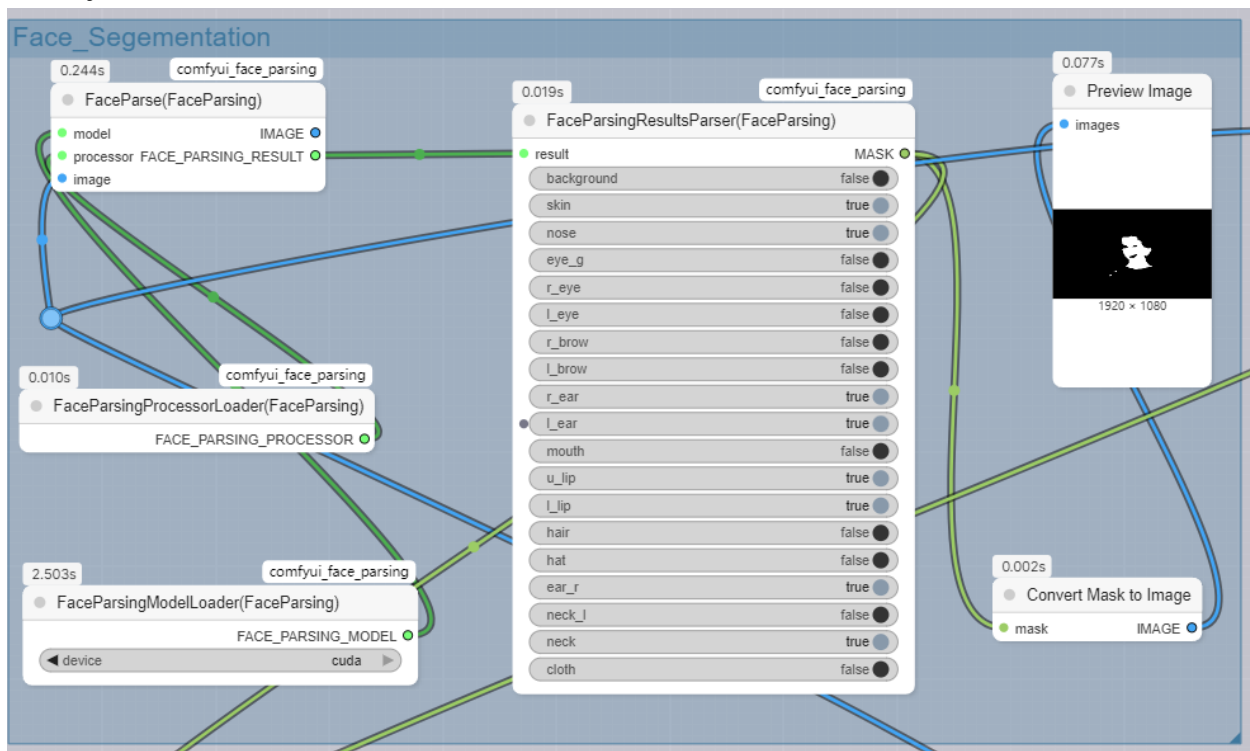 Face_Segementation
0.244s
comfyui_face_parsing
FaceParse(FaceParsing)
model
IMAGE
processor
FACE_PARSING_RESULT
image
0.010s
comfyui_face_parsing
FaceParsingProcessorLoader(FaceParsing)
FACE_PARSING_PROCESSOR
2.503s
comfyui_face_parsing
FaceParsingModelLoader(FaceParsing)
FACE_PARSING_MODEL
device cuda
0.019s
comfyui_face_parsing
FaceParsingResultsParser(FaceParsing)
result
MASK
background false
skin true
nose true
eye_g false
r_eye false
l_eye false
r_brow false
l_brow false
r_ear true
l_ear true
mouth false
u_lip true
l_lip true
hair false
hat false
ear_r true
neck_l false
neck true
cloth false
0.077s
Preview Image
images
1920 × 1080
0.002s
Convert Mask to Image
mask
IMAGE